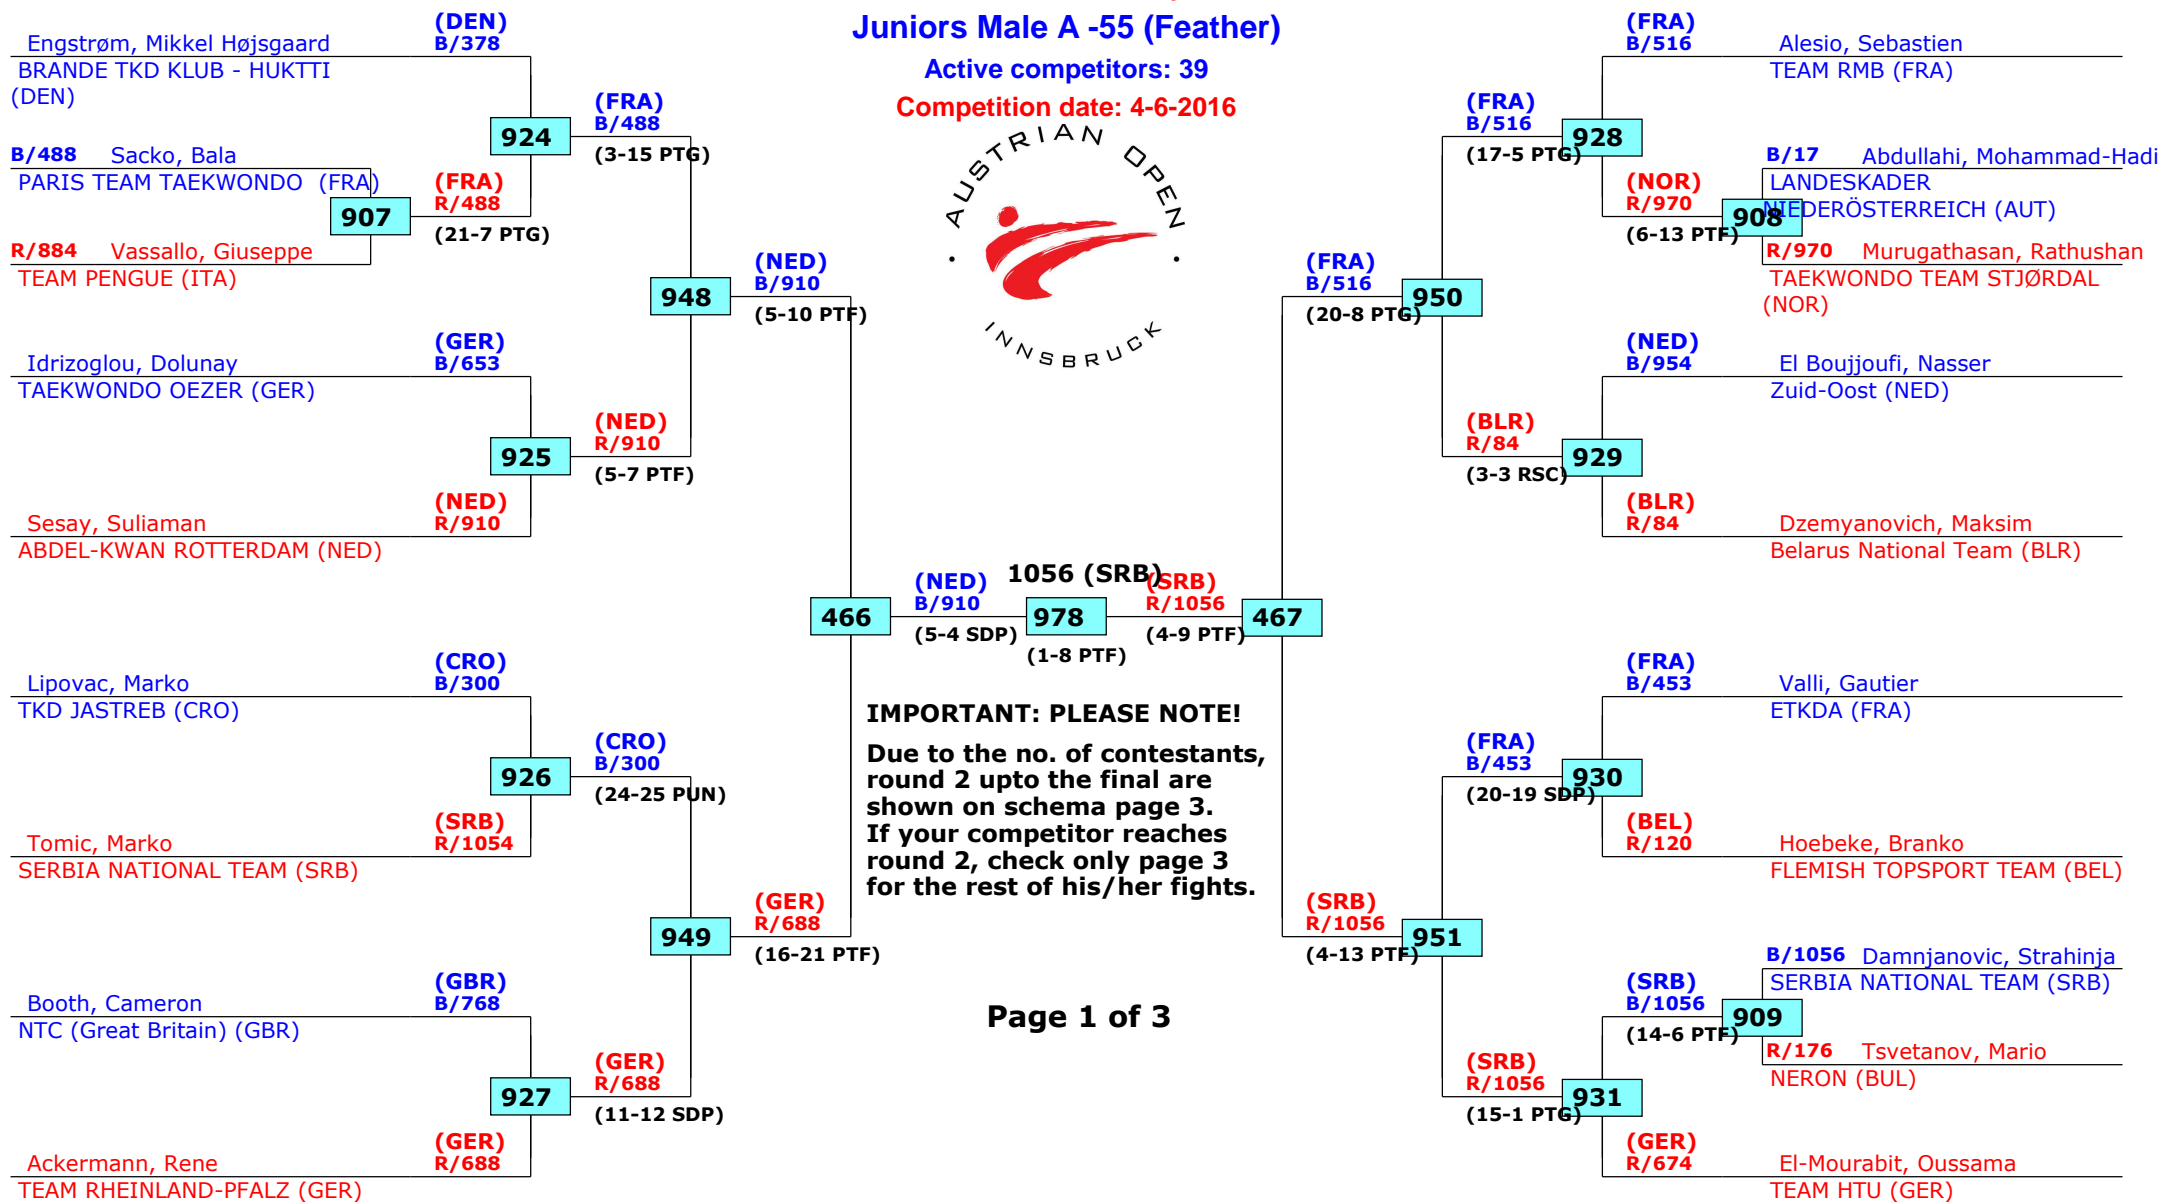 Juniors Male A -55 (Feather)
Active competitors: 39
Competition date: 4-6-2016
AUSTRIAN OPEN
INNSBRUCK
Engstrøm, Mikkel Højsgaard
BRANDE TKD KLUB - HUKTTI
(DEN)
(DEN)
B/378
B/488 Sacko, Bala
PARIS TEAM TAEKWONDO (FRA)
907
R/884 Vassallo, Giuseppe
TEAM PENGUE (ITA)
(FRA)
R/488
(21-7 PTG)
924
(FRA)
B/488
(3-15 PTG)
Idrizoglou, Dolunay
TAEKWONDO OEZER (GER)
(GER)
B/653
925
Sesay, Suliaman
ABDEL-KWAN ROTTERDAM (NED)
(NED)
R/910
(NED)
R/910
(5-7 PTF)
948
(NED)
B/910
(5-10 PTF)
Lipovac, Marko
TKD JASTREB (CRO)
(CRO)
B/300
926
Tomic, Marko
SERBIA NATIONAL TEAM (SRB)
(SRB)
R/1054
(CRO)
B/300
(24-25 PUN)
Booth, Cameron
NTC (Great Britain) (GBR)
(GBR)
B/768
927
Ackermann, Rene
TEAM RHEINLAND-PFALZ (GER)
(GER)
R/688
(GER)
R/688
(11-12 SDP)
949
(GER)
R/688
(16-21 PTF)
466
(NED)
B/910
(5-4 SDP)
1056 (SRB)
978
(1-8 PTF)
(SRB)
R/1056
(4-9 PTF)
467
IMPORTANT: PLEASE NOTE!
Due to the no. of contestants,
round 2 upto the final are
shown on schema page 3.
If your competitor reaches
round 2, check only page 3
for the rest of his/her fights.
Page 1 of 3
(FRA)
B/516
(20-8 PTG)
950
(FRA)
B/516
(17-5 PTG)
928
(FRA)
B/516
Alesio, Sebastien
TEAM RMB (FRA)
(NOR)
R/970
(6-13 PTF)
908
B/17 Abdullahi, Mohammad-Hadi
LANDESKADER
NIEDERÖSTERREICH (AUT)
R/970 Murugathasan, Rathushan
TAEKWONDO TEAM STJØRDAL
(NOR)
(BLR)
R/84
(3-3 RSC)
929
(NED)
B/954
El Boujjoufi, Nasser
Zuid-Oost (NED)
(BLR)
R/84
Dzemyanovich, Maksim
Belarus National Team (BLR)
(SRB)
R/1056
(4-13 PTF)
951
(FRA)
B/453
(20-19 SDP)
930
(FRA)
B/453
Valli, Gautier
ETKDA (FRA)
(BEL)
R/120
Hoebeke, Branko
FLEMISH TOPSPORT TEAM (BEL)
(SRB)
R/1056
(15-1 PTG)
931
(SRB)
B/1056
(14-6 PTF)
909
B/1056 Damnjanovic, Strahinja
SERBIA NATIONAL TEAM (SRB)
R/176 Tsvetanov, Mario
NERON (BUL)
(GER)
R/674
El-Mourabit, Oussama
TEAM HTU (GER)